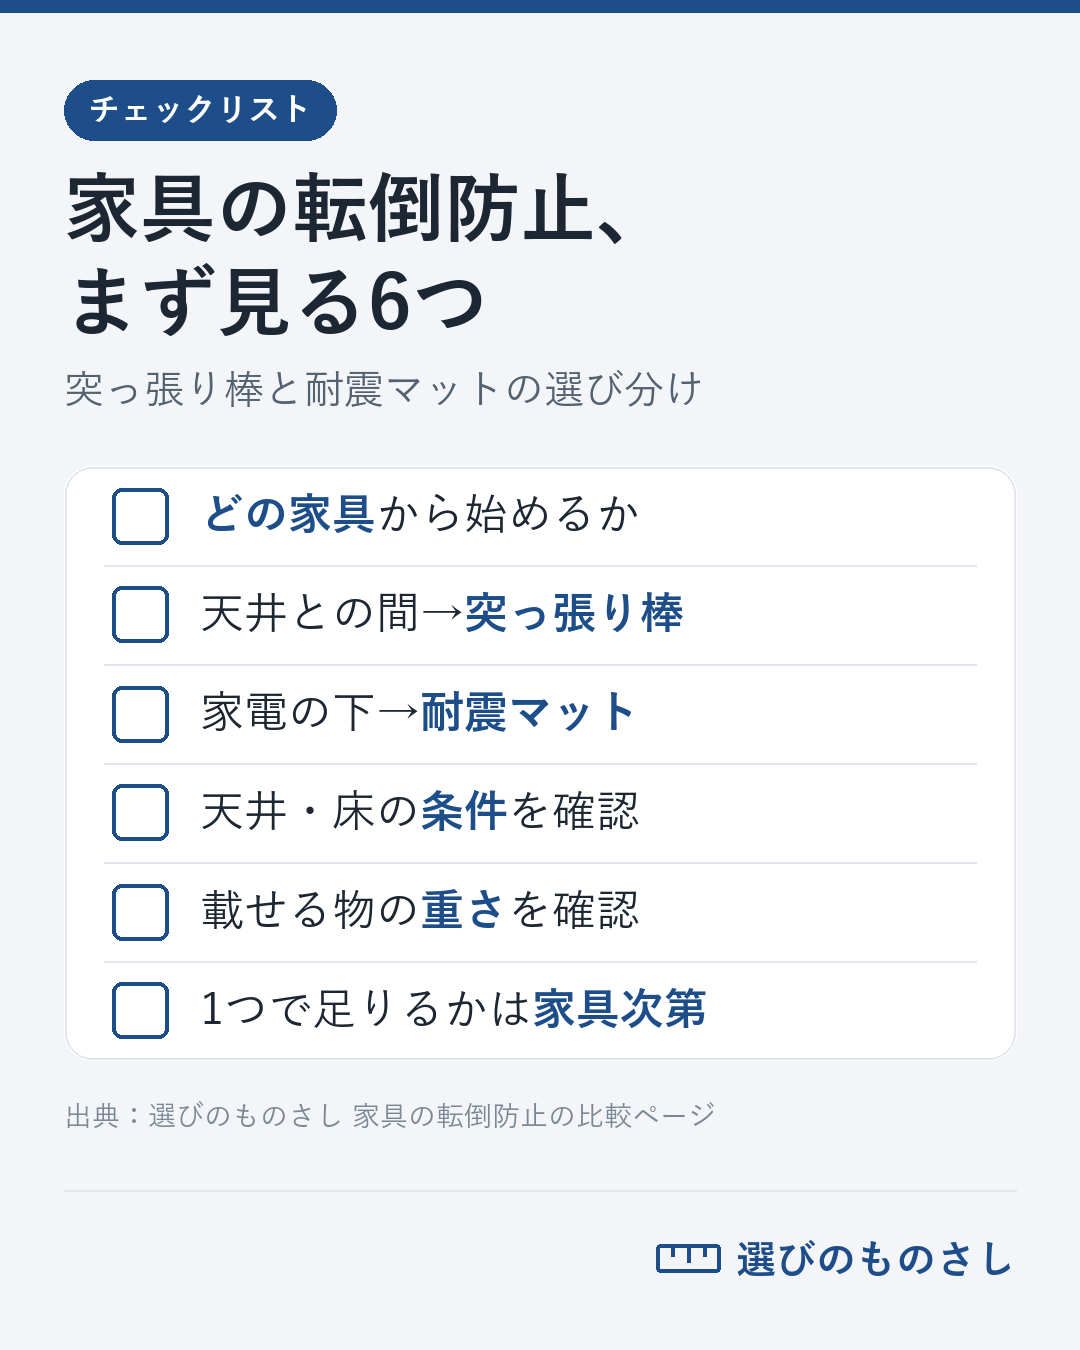 チェックリスト
家具の転倒防止、
まず見る6つ
突っ張り棒と耐震マットの選び分け
どの家具から始めるか
天井との間→突っ張り棒
家電の下→耐震マット
天井・床の条件を確認
載せる物の重さを確認
1つで足りるかは家具次第
出典：選びのものさし 家具の転倒防止の比較ページ
選びのものさし